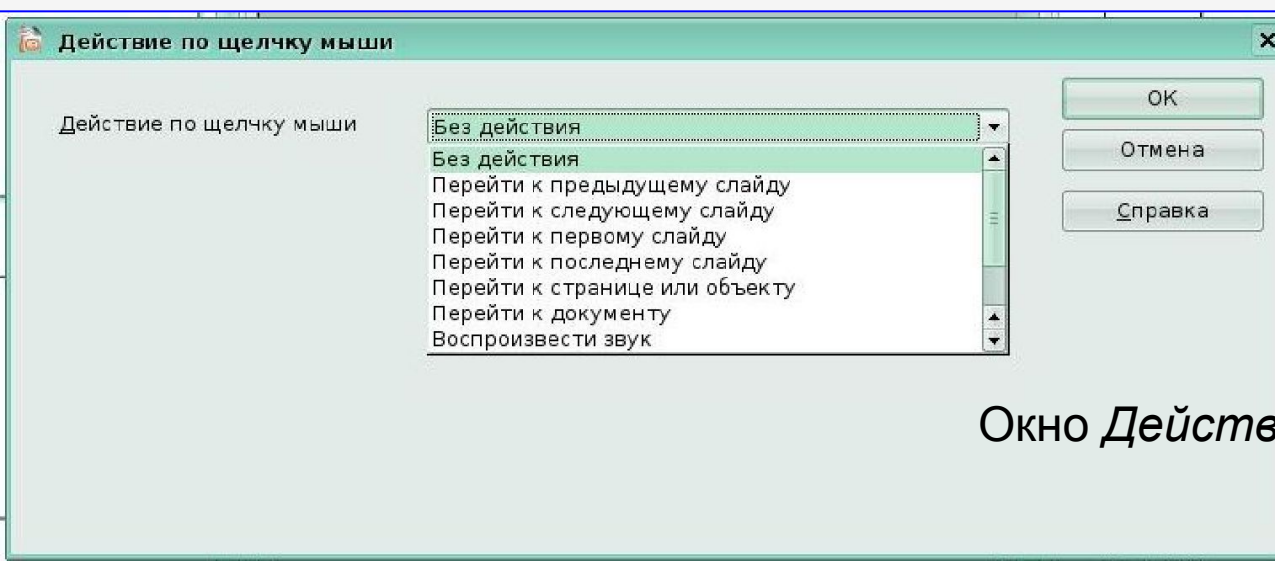 Действие по щелчку мыши
Действие по щелчку мыши
Без действия
Без действия
Перейти к предыдущему слайду
Перейти к следующему слайду
Перейти к первому слайду
Перейти к последнему слайду
Перейти к странице или объекту
Перейти к документу
Воспроизвести звук
OK
Отмена
Справка
Окно Действ